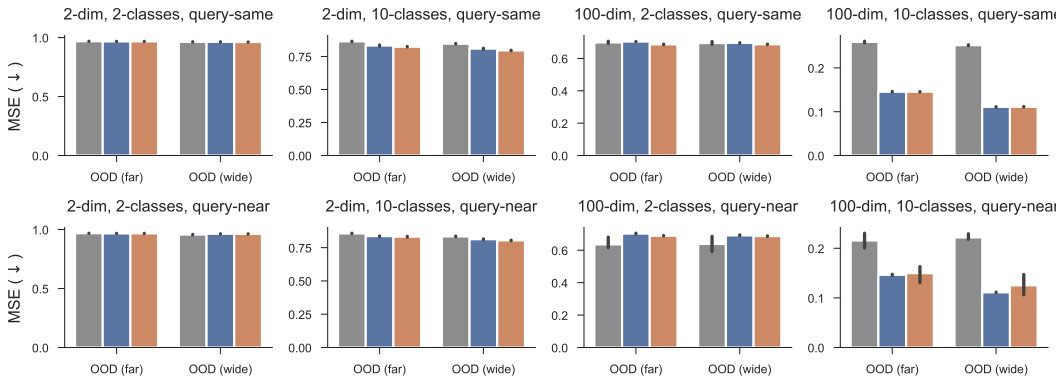 2-dim, 2-classes, query-same
2-dim, 10-classes, query-same
100-dim, 2-classes, query-same
100-dim, 10-classes, query-same
MSE (↓)
1.0
0.5
0.0
0.75
0.50
0.25
0.00
0.6
0.4
0.2
0.0
0.2
0.1
0.0
OOD (far) OOD (wide)
OOD (far) OOD (wide)
OOD (far) OOD (wide)
OOD (far) OOD (wide)
2-dim, 2-classes, query-near
2-dim, 10-classes, query-near
100-dim, 2-classes, query-near
100-dim, 10-classes, query-near
MSE (↓)
1.0
0.5
0.0
0.75
0.50
0.25
0.00
0.6
0.4
0.2
0.0
0.2
0.1
0.0
OOD (far) OOD (wide)
OOD (far) OOD (wide)
OOD (far) OOD (wide)
OOD (far) OOD (wide)